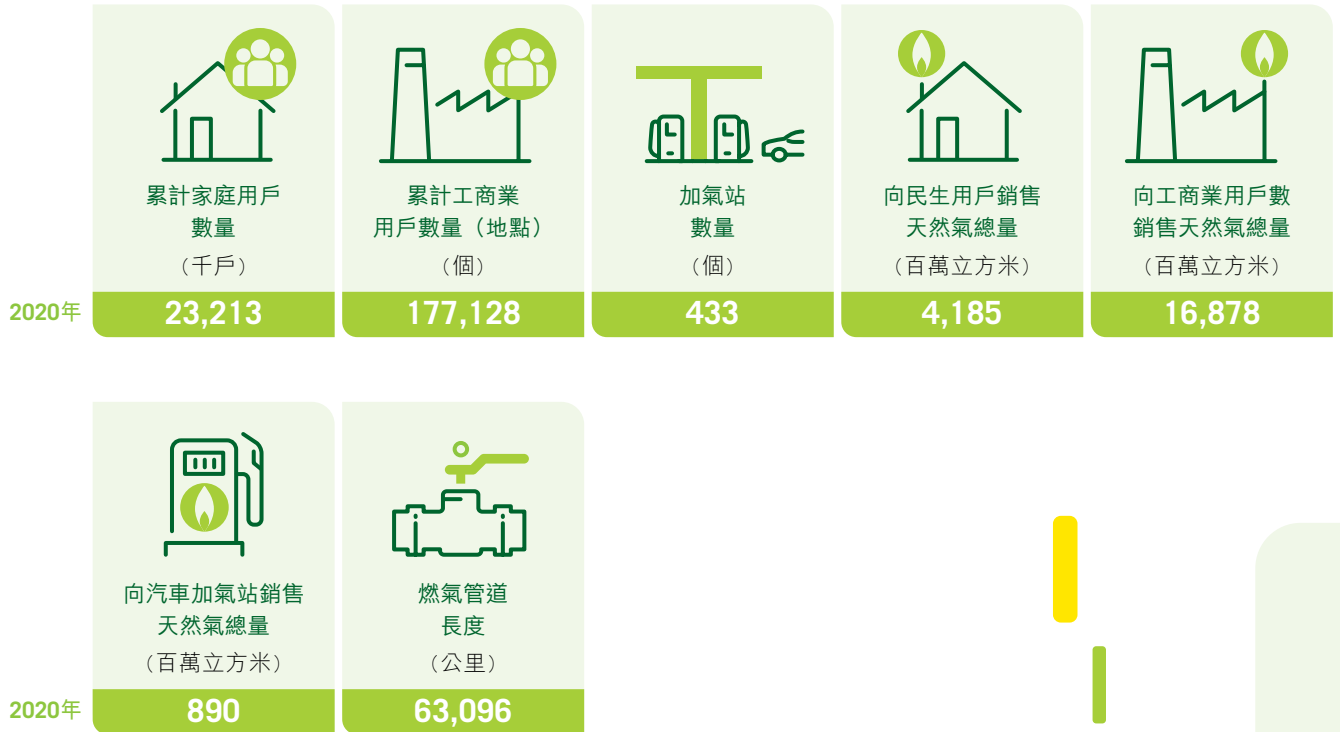 累計家庭用戶
數量
（千戶）
累計工商業
用戶數量（地點）
（個）
加氣站
數量
（個）
向民生用戶銷售
天然氣總量
（百萬立方米）
向工商業用戶數
銷售天然氣總量
（百萬立方米）
2020年 23,213 177,128 433 4,185 16,878
向汽車加氣站銷售
天然氣總量
（百萬立方米）
燃氣管道
長度
（公里）
2020年 890 63,096